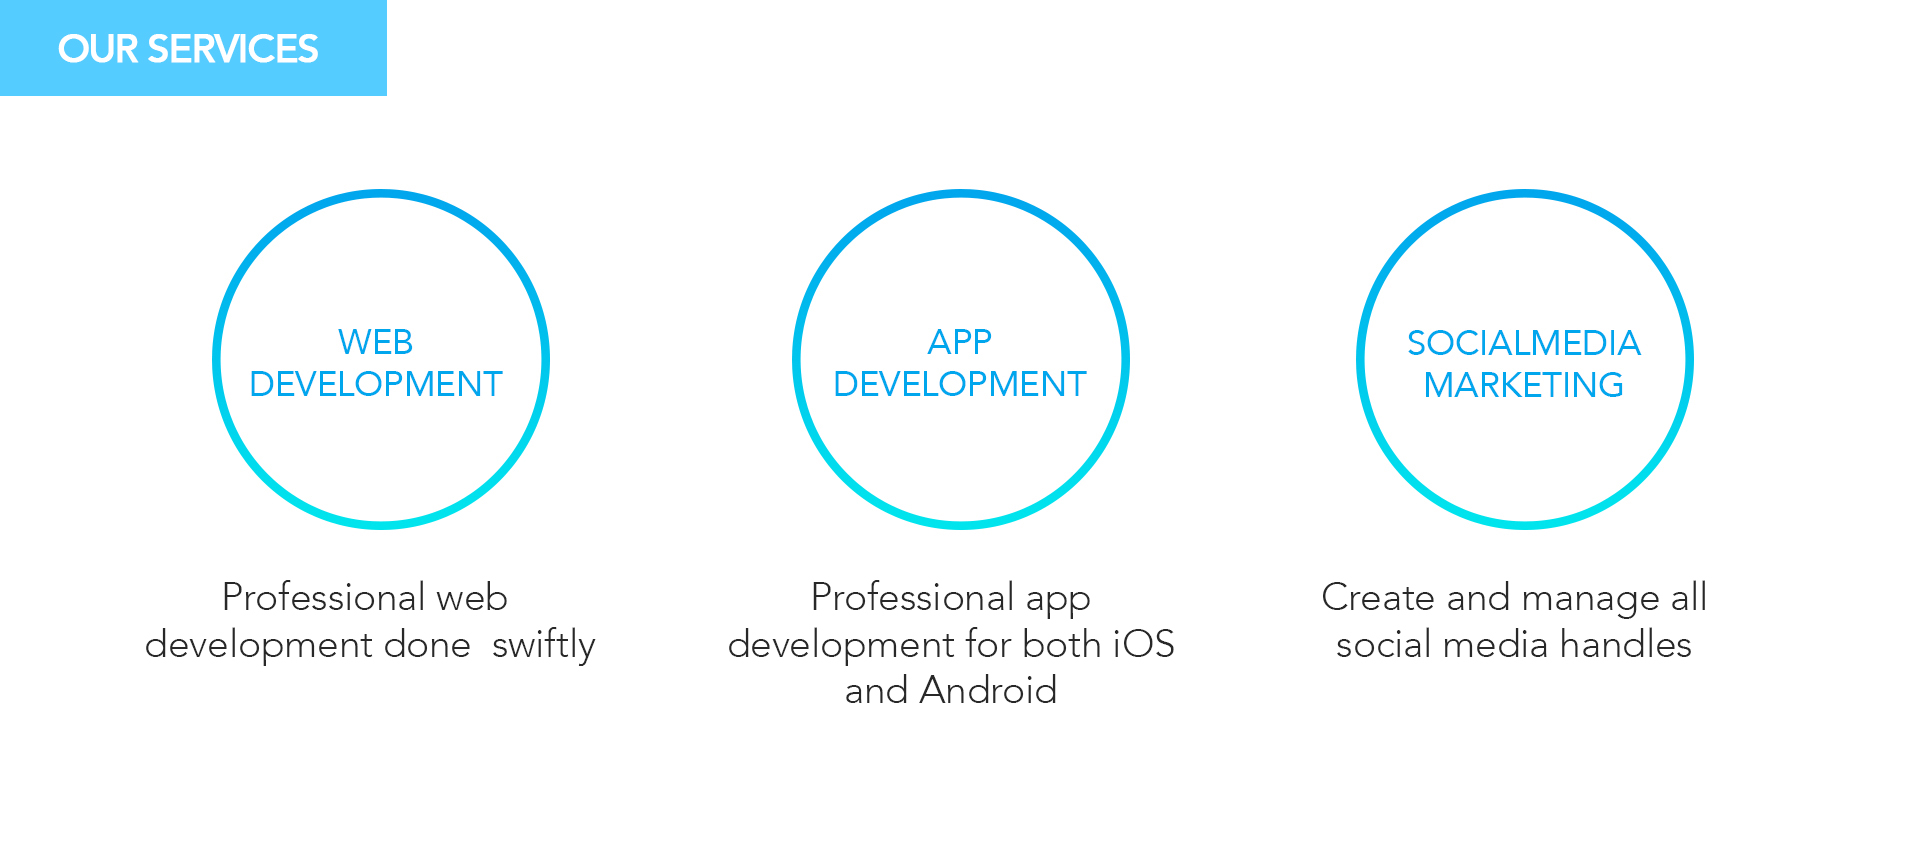 OUR SERVICES
WEB
DEVELOPMENT
Professional web
development done  swiftly
APP
DEVELOPMENT
Professional app
development for both iOS
and Android
SOCIALMEDIA
MARKETING
Create and manage all
social media handles